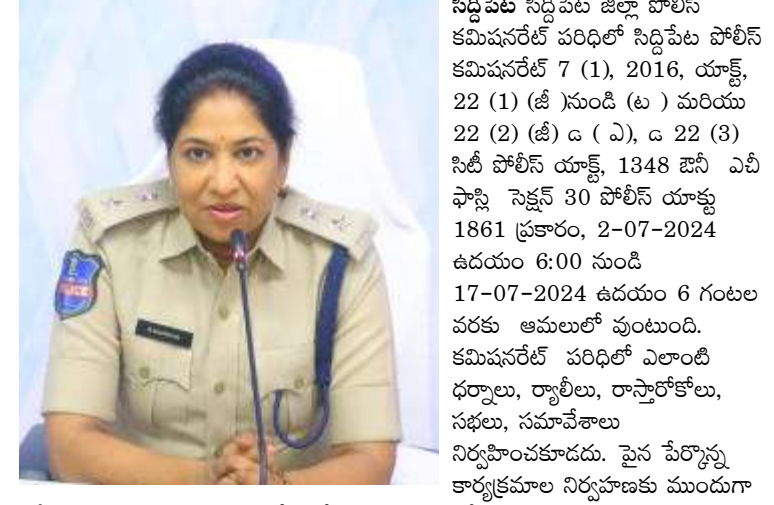 సిద్దిపేట సిద్దిపేట జిల్లా పోలీస్
కమిషనరేట్ పరిధిలో సిద్దిపేట పోలీస్
కమిషనరేట్ 7 (1), 2016, యాక్ట్,
22 (1) (జీ )నుండి (ట ) మరియు
22 (2) (జీ) ఁ ( ఎ), ఁ 22 (3)
సిటీ పోలీస్ యాక్ట్, 1348 ఔనీ ఎచీ
ఫాస్లి సెక్షన్ 30 పోలీస్ యాక్టు
1861 ప్రకారం, 2-07-2024
ఉదయం 6:00 నుండి
17-07-2024 ఉదయం 6 గంటల
వరకు ఆమలులో వుంటుంది.
కమిషనరేట్ పరిధిలో ఎలాంటి
ధర్నాలు, ర్యాలీలు, రాస్తారోకోలు,
సభలు, సమావేశాలు
నిర్వహించకూడదు. పైన పేర్కొన్న
కార్యక్రమాల నిర్వహణకు ముందుగా
POLICE